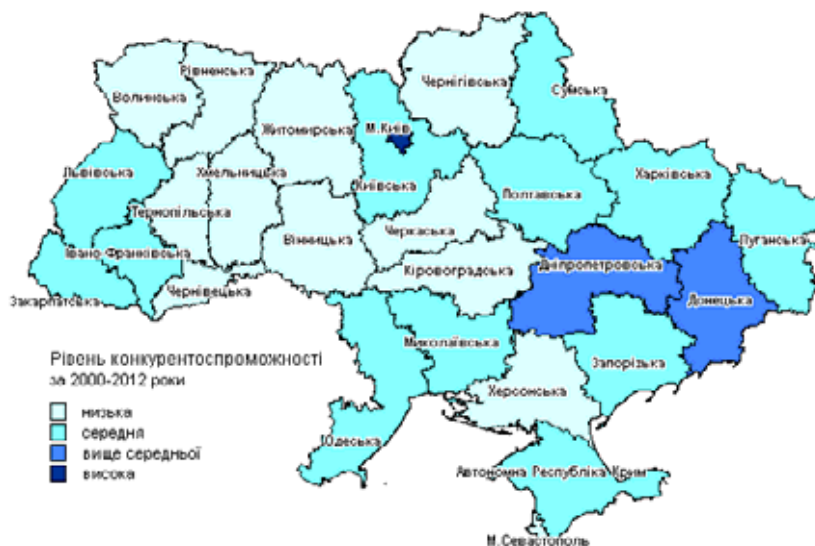 Рівненська
Волинська
Чернігівська
Сумська
Житомирська
М.Київ
Львівська
Хмельницька
Київська
Полтавська
Харківська
Тернопільська
Вінницька
Черкаська
Луганська
Івано-Франківська
Кіровоградська
Дніпропетровська
Закарпатська
Чернівецька
Донецька
Миколаївська
Запорізька
Херсонська
Одеська
Автономна Республіка Крим
М.Севастополь
Рівень конкурентоспроможності
за 2000-2012 роки
низька
середня
вище середньої
висока